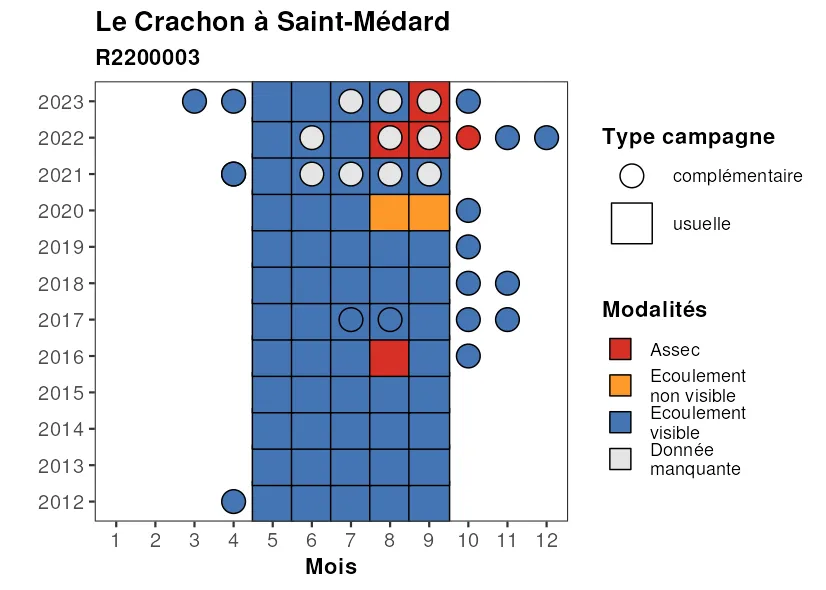 Le Crachon à Saint-Médard
R2200003
2023
2022
2021
2020
2019
2018
2017
2016
2015
2014
2013
2012
1 2 3 4 5 6 7 8 9 10 11 12
Mois
Type campagne
complémentaire
usuelle
Modalités
Assec
Ecoulement
non visible
Ecoulement
visible
Donnée
manquante